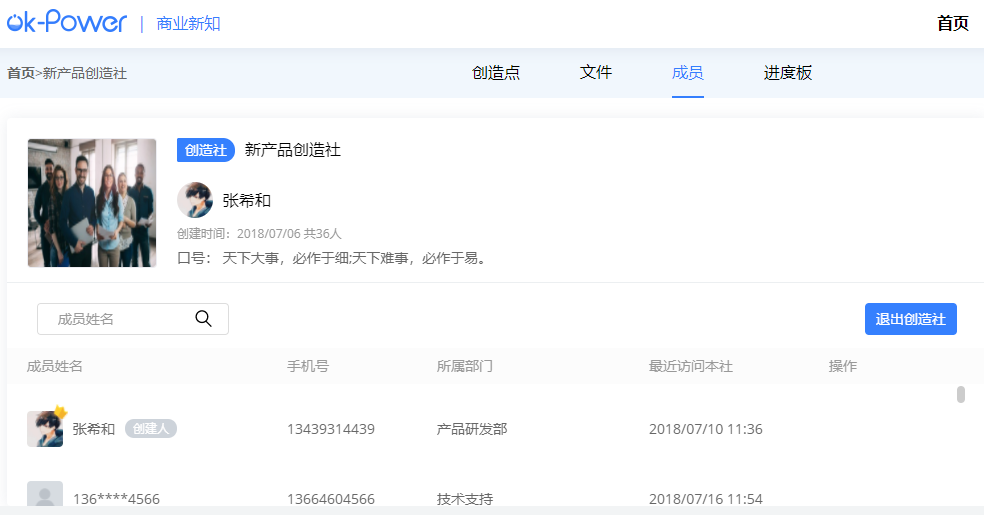 ok-Power | 商业新知 首页
首页>新产品创造社 创造点 文件 成员 进度板
创造社 新产品创造社
张希和
创建时间：2018/07/06 共36人
口号： 天下大事，必作于细;天下难事，必作于易。
成员姓名 退出创造社
成员姓名 手机号 所属部门 最近访问本社 操作
张希和 创建人 13439314439 产品研发部 2018/07/10 11:36
136****4566 13664604566 技术支持 2018/07/16 11:54